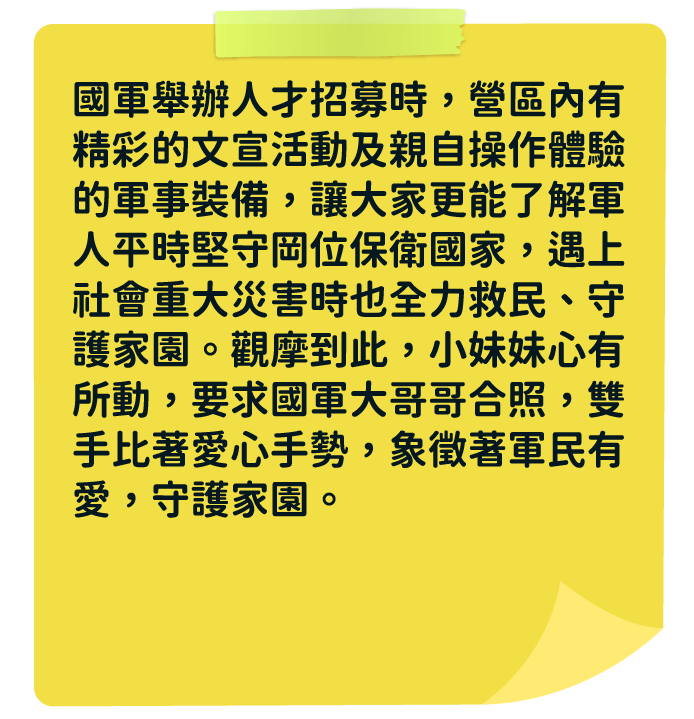 國軍舉辦人才招募時，營區內有
精彩的文宣活動及親自操作體驗
的軍事裝備，讓大家更能了解軍
人平時堅守岡位保衛國家，遇上
社會重大災害時也全力救民、守
護家園。觀摩到此，小妹妹心有
所動，要求國軍大哥哥合照，雙
手比著愛心手勢，象徵著軍民有
愛，守護家園。